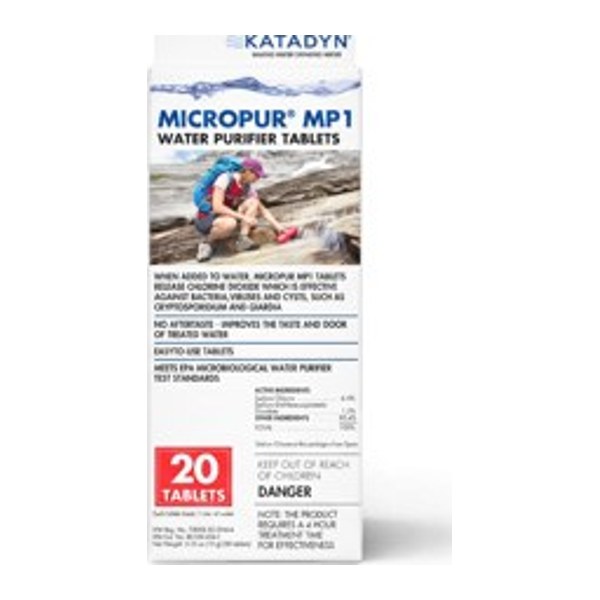 KATADYN®
MICROPUR® MP1
WATER PURIFIER TABLETS
WHEN ADDED TO WATER, MICROPUR MP1 TABLETS
RELEASE CHLORINE DIOXIDE WHICH IS EFFECTIVE
AGAINST BACTERIA, VIRUSES AND CYSTS, SUCH AS
CRYPTOSPORIDIUM AND GIARDIA
NO AFTERTASTE - IMPROVES THE TASTE AND ODOR
OF TREATED WATER
EASY-TO-USE TABLETS
MEETS EPA MICROBIOLOGICAL WATER PURIFIER
TEST STANDARDS
ACTIVE INGREDIENTS:
OTHER INGREDIENTS
TOTAL 100%
20
TABLETS
KEEP OUT OF REACH
OF CHILDREN
DANGER
NOTE: THE PRODUCT
REQUIRES A 4 HOUR
TREATMENT TIME
FOR EFFECTIVENESS